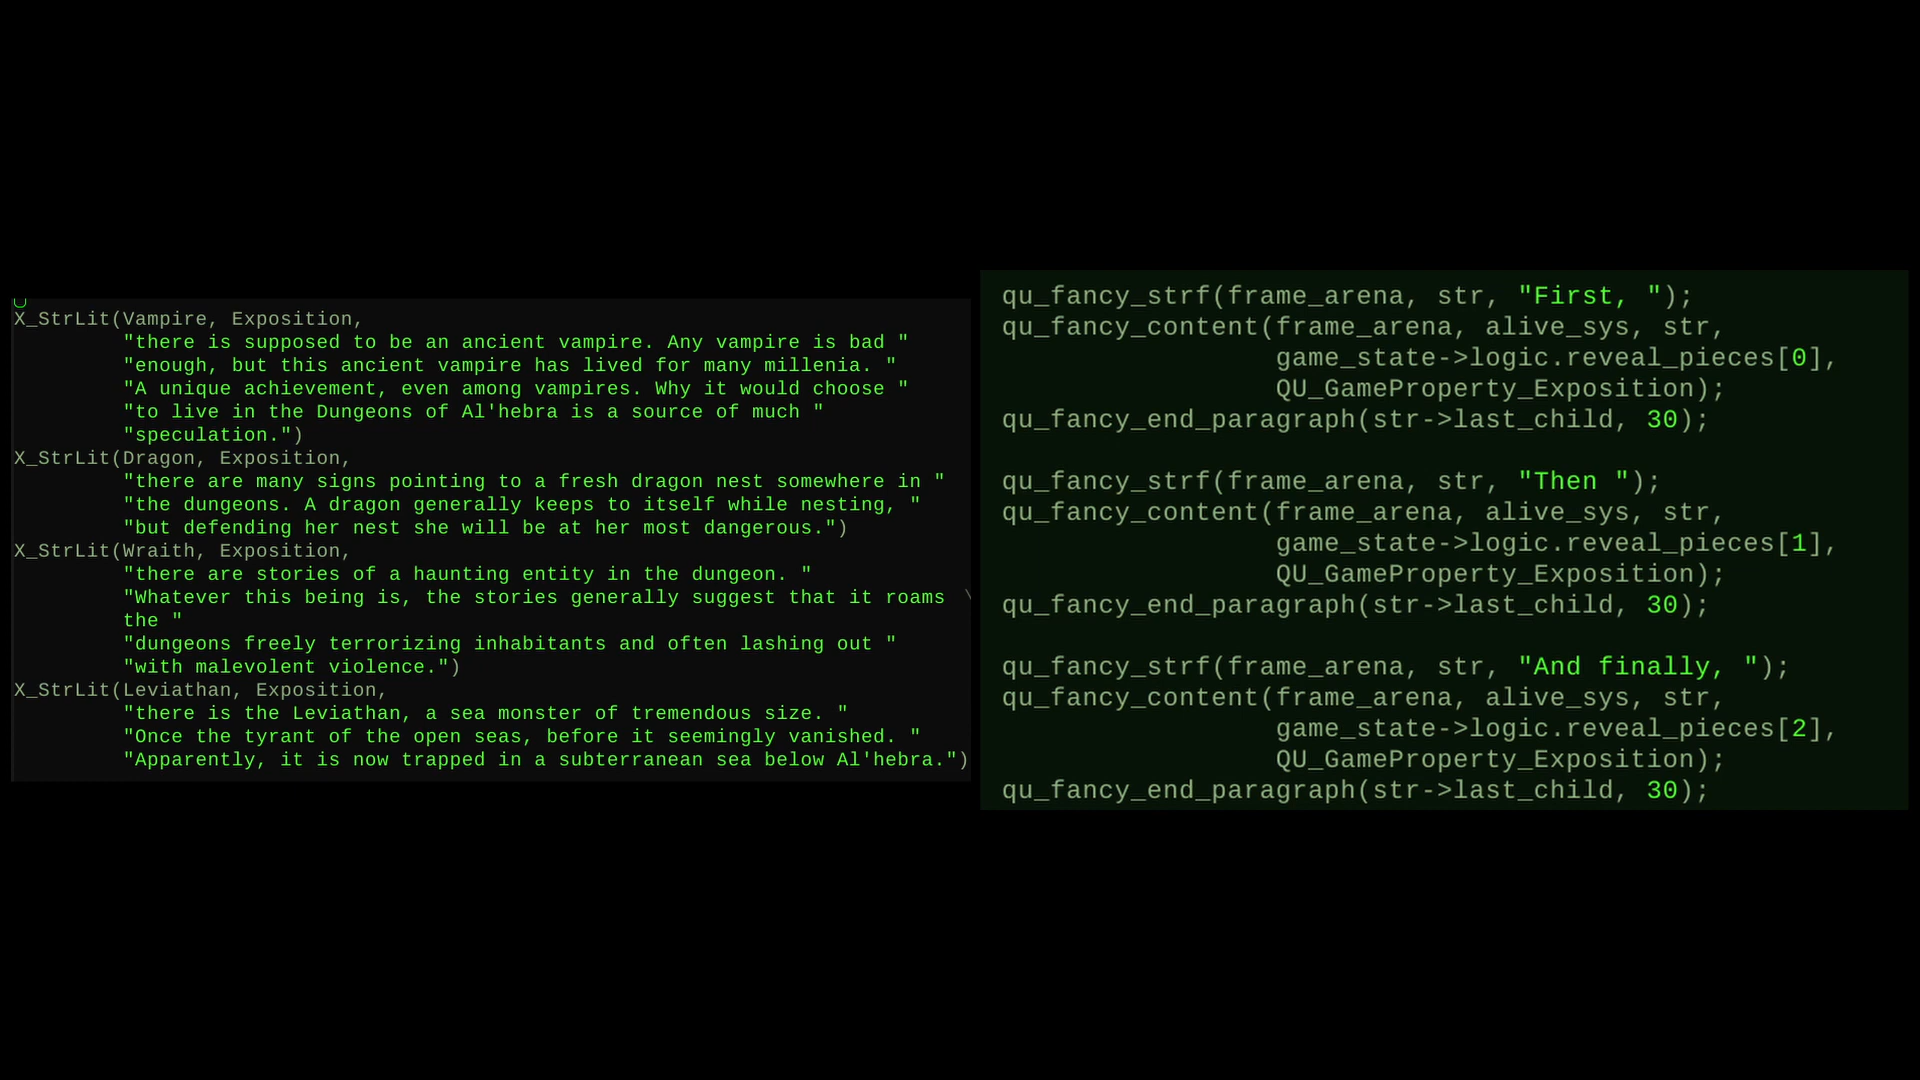 X_StrLit(Vampire, Exposition,
"there is supposed to be an ancient vampire. Any vampire is bad "
"enough, but this ancient vampire has lived for many millenia. "
"A unique achievement, even among vampires. Why it would choose "
"to live in the Dungeons of Al'hebra is a source of much "
"speculation.")
X_StrLit(Dragon, Exposition,
"there are many signs pointing to a fresh dragon nest somewhere in "
"the dungeons. A dragon generally keeps to itself while nesting, "
"but defending her nest she will be at her most dangerous.")
X_StrLit(Wraith, Exposition,
"there are stories of a haunting entity in the dungeon. "
"Whatever this being is, the stories generally suggest that it roams \
the "
"dungeons freely terrorizing inhabitants and often lashing out "
"with malevolent violence.")
X_StrLit(Leviathan, Exposition,
"there is the Leviathan, a sea monster of tremendous size. "
"Once the tyrant of the open seas, before it seemingly vanished. "
"Apparently, it is now trapped in a subterranean sea below Al'hebra.")
qu_fancy_strf(frame_arena, str, "First, ");
qu_fancy_content(frame_arena, alive_sys, str,
game_state->logic.reveal_pieces[0],
QU_GameProperty_Exposition);
qu_fancy_end_paragraph(str->last_child, 30);
qu_fancy_strf(frame_arena, str, "Then ");
qu_fancy_content(frame_arena, alive_sys, str,
game_state->logic.reveal_pieces[1],
QU_GameProperty_Exposition);
qu_fancy_end_paragraph(str->last_child, 30);
qu_fancy_strf(frame_arena, str, "And finally, ");
qu_fancy_content(frame_arena, alive_sys, str,
game_state->logic.reveal_pieces[2],
QU_GameProperty_Exposition);
qu_fancy_end_paragraph(str->last_child, 30);